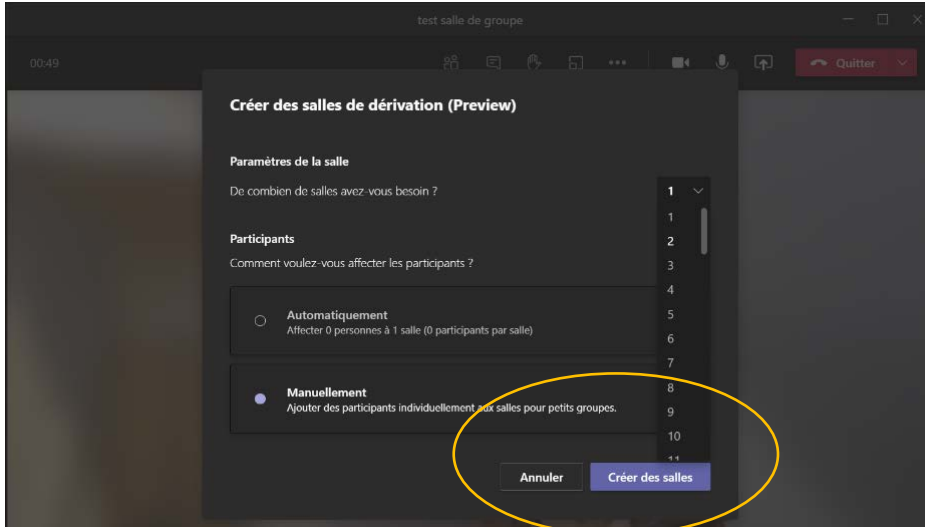 test salle de groupe
00:49
Quitter
Créer des salles de dérivation (Preview)
Paramètres de la salle
De combien de salles avez-vous besoin ?
1
1
2
3
4
5
6
7
8
9
10
11
Participants
Comment voulez-vous affecter les participants ?
Automatiquement
Affecter 0 personnes à 1 salle (0 participants par salle)
Manuellement
Ajouter des participants individuellement aux salles pour petits groupes.
Annuler
Créer des salles